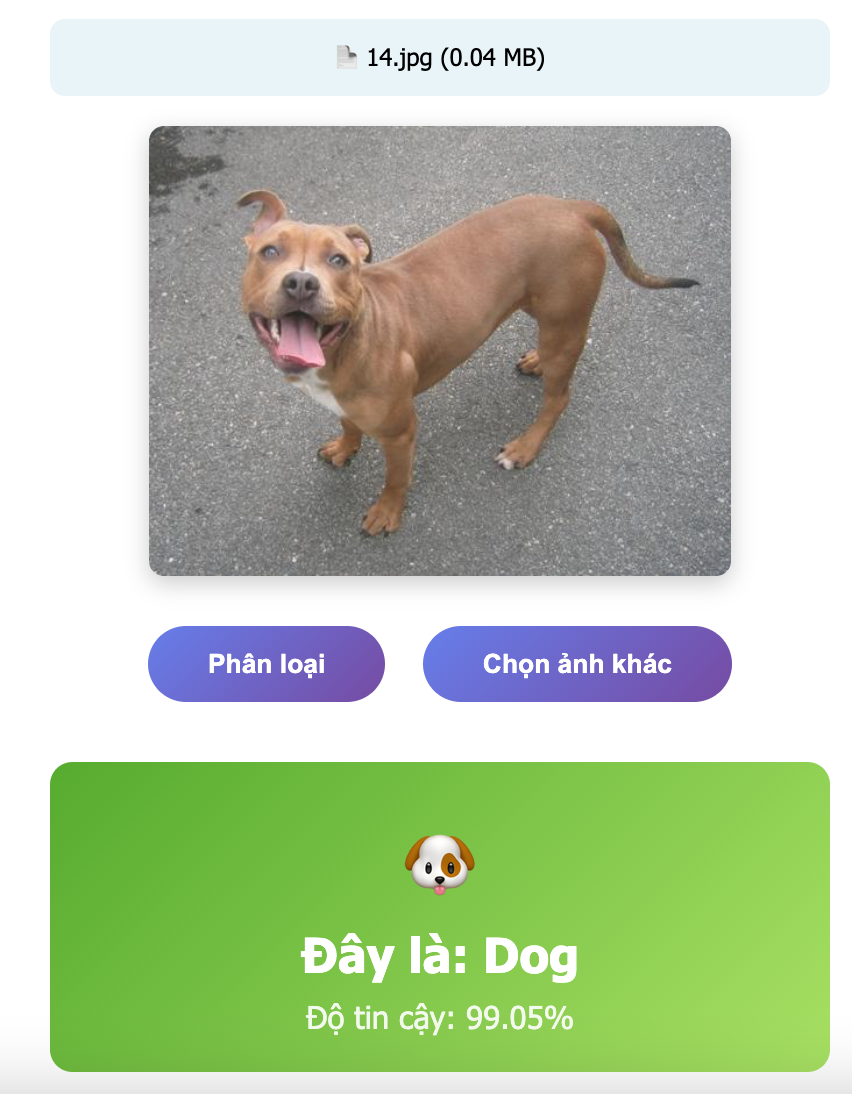 14.jpg (0.04 MB)
Phân loại
Chọn ảnh khác
Đây là: Dog
Độ tin cậy: 99.05%